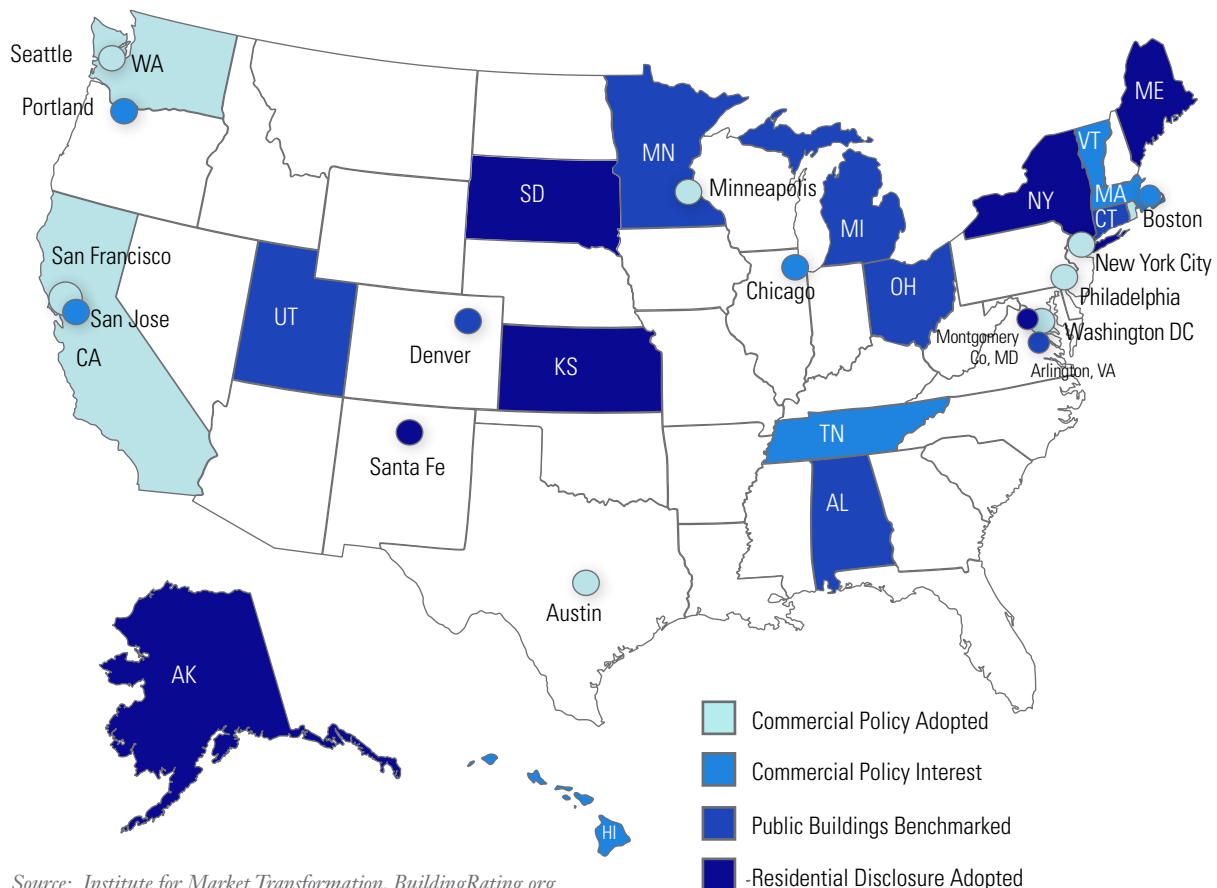 Seattle
WA
Portland
ME
VT
MN
SD
Minneapolis
NY
MA
CT
Boston
MI
San Francisco
New York City
Chicago
OH
Philadelphia
San Jose
UT
Washington DC
Montgomery
Co, MD
Denver
CA
KS
Arlington, VA
TN
Santa Fe
AL
Austin
AK
HI
Commercial Policy Adopted
Commercial Policy Interest
Public Buildings Benchmarked
-Residential Disclosure Adopted
Source: Institute for Market Transformation, BuildingRating.org